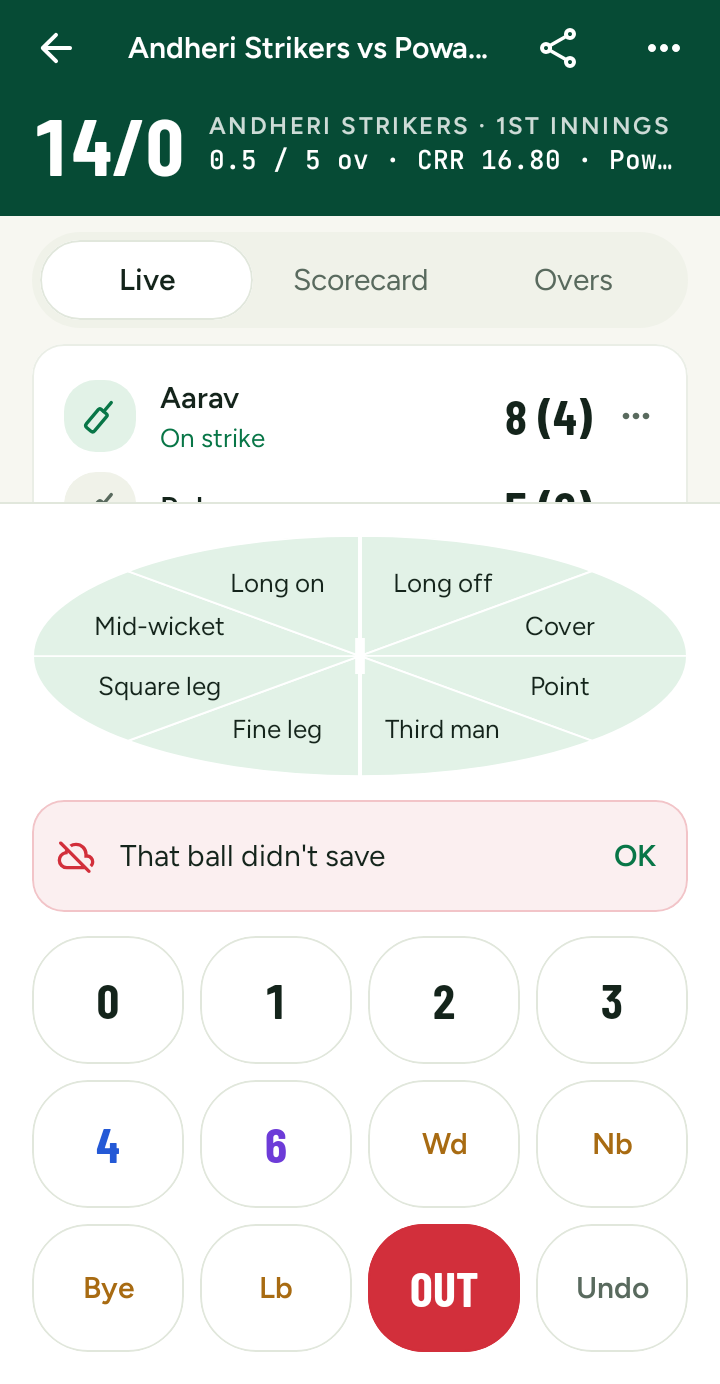 Andheri Strikers vs Powa...
14/0
ANDHERI STRIKERS · 1ST INNINGS
0.5 / 5 ov · CRR 16.80 · Pow…
Live Scorecard Overs
Aarav 8 (4)
On strike
Long on Long off
Mid-wicket Cover
Square leg Point
Fine leg Third man
That ball didn't save OK
0 1 2 3
4 6 Wd Nb
Bye Lb OUT Undo